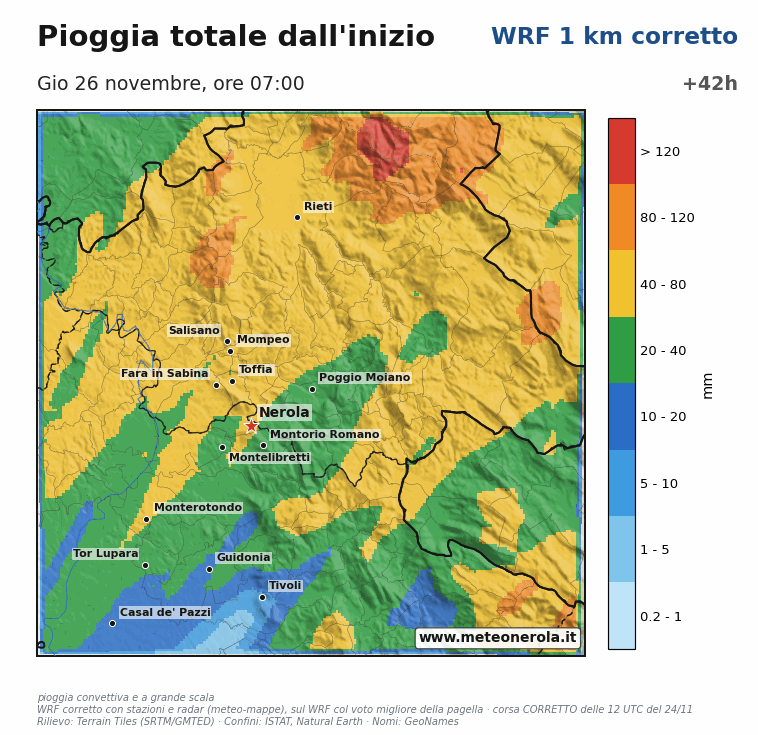 Pioggia totale dall'inizio
WRF 1 km corretto
Gio 26 novembre, ore 07:00
+42h
Rieti
Salisano
Mompeo
Toffia
Fara in Sabina
Poggio Moiano
Nerola
Montorio Romano
Montelibretti
Monterotondo
Tor Lupara
Guidonia
Tivoli
Casal de' Pazzi
www.meteonerola.it
> 120
80 - 120
40 - 80
20 - 40
10 - 20
5 - 10
1 - 5
0.2 - 1
mm
pioggia convettiva e a grande scala
WRF corretto con stazioni e radar (meteo-mappe), sul WRF col voto migliore della pagella · corsa CORRETTO delle 12 UTC del 24/11
Rilievo: Terrain Tiles (SRTM/GMTED) · Confini: ISTAT, Natural Earth · Nomi: GeoNames